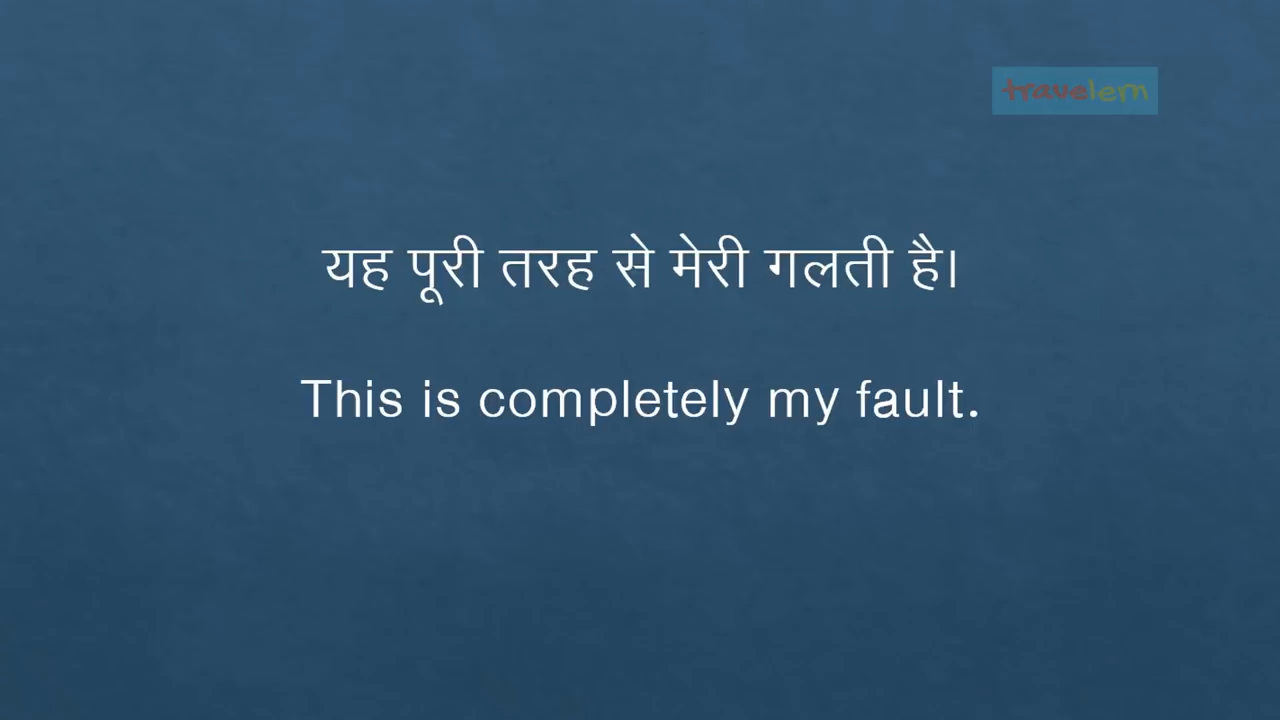 travelem
यह पूरी तरह से मेरी गलती है।
This is completely my fault.